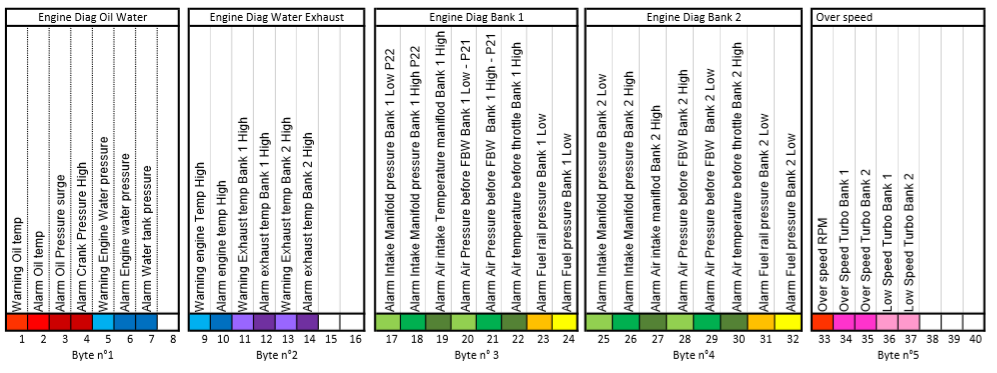 Engine Diag Oil Water
Warning Oil temp
Alarm Oil temp
Alarm Oil Pressure surge
Alarm Crank Pressure High
Warning Engine Water pressure
Alarm Engine water pressure
Alarm Water tank pressure
1 2 3 4 5 6 7 8
Byte n°1
Engine Diag Water Exhaust
Warning engine Temp High
Alarm engine temp High
Warning Exhaust temp Bank 1 High
Alarm exhaust temp Bank 1 High
Warning Exhaust temp Bank 2 High
Alarm exhaust temp Bank 2 High
9 10 11 12 13 14 15 16
Byte n°2
Engine Diag Bank 1
Alarm Intake Manifold pressure Bank 1 Low P22
Alarm Intake Manifold pressure Bank 1 High P22
Alarm Air intake Temperature maniflod Bank 1 High
Alarm Air Pressure before FBW Bank 1 Low - P21
Alarm Air Pressure before FBW Bank 1 High - P21
Alarm Air temperature before throttle Bank 1 High
Alarm Fuel rail pressure Bank 1 Low
Alarm Fuel pressure Bank 1 Low
17 18 19 20 21 22 23 24
Byte n° 3
Engine Diag Bank 2
Alarm Intake Manifold pressure Bank 2 Low
Alarm Intake Manifold pressure Bank 2 High
Alarm Air intake maniflod Bank 2 High
Alarm Air Pressure before FBW Bank 2 High
Alarm Air Pressure before FBW Bank 2 Low
Alarm Air temperature before throttle Bank 2 High
Alarm Fuel rail pressure Bank 2 Low
Alarm Fuel pressure Bank 2 Low
25 26 27 28 29 30 31 32
Byte n°4
Over speed
Over speed RPM
Over Speed Turbo Bank 1
Over Speed Turbo Bank 2
Low Speed Turbo Bank 1
Low Speed Turbo Bank 2
33 34 35 36 37 38 39 40
Byte n°5